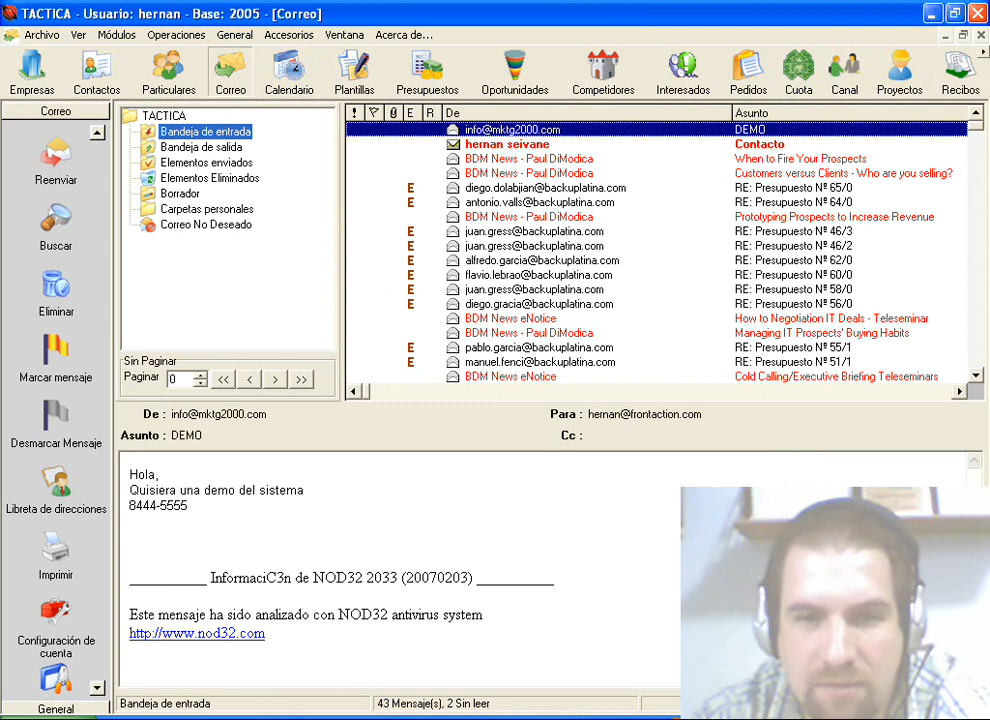 TACTICA - Usuario: hernan - Base: 2005 - [Correo]
Archivo Ver Módulos Operaciones General Accesorios Ventana Acerca de...
Empresas Contactos Particulares Correo Calendario Plantillas Presupuestos Oportunidades Competidores Interesados Pedidos Cuota Canal Proyectos Recibos
Correo
Reenviar
Buscar
Eliminar
Marcar mensaje
Desmarcar Mensaje
Libreta de direcciones
Imprimir
Configuración de
cuenta
General
TACTICA
Bandeja de entrada
Bandeja de salida
Elementos enviados
Elementos Eliminados
Borrador
Carpetas personales
Correo No Deseado
Sin Paginar
Paginar 0 << < > >>
! E R De Asunto
info@mktg2000.com DEMO
hernan seivane Contacto
BDM News - Paul DiModica When to Fire Your Prospects
BDM News - Paul DiModica Customers versus Clients - Who are you selling?
E diego.dolabjian@backuplatina.com RE: Presupuesto Nº 65/0
E antonio.valls@backuplatina.com RE: Presupuesto Nº 64/0
BDM News - Paul DiModica Prototyping Prospects to Increase Revenue
E juan.gress@backuplatina.com RE: Presupuesto Nº 46/3
E juan.gress@backuplatina.com RE: Presupuesto Nº 46/2
E alfredo.garcia@backuplatina.com RE: Presupuesto Nº 62/0
E flavio.lebrao@backuplatina.com RE: Presupuesto Nº 60/0
E juan.gress@backuplatina.com RE: Presupuesto Nº 58/0
E diego.gracia@backuplatina.com RE: Presupuesto Nº 56/0
BDM News eNotice How to Negotiation IT Deals - Teleseminar
BDM News - Paul DiModica Managing IT Prospects' Buying Habits
E pablo.garcia@backuplatina.com RE: Presupuesto Nº 55/1
E manuel.fenci@backuplatina.com RE: Presupuesto Nº 51/1
BDM News eNotice Cold Calling/Executive Briefing Teleseminars
De : info@mktg2000.com Para : hernan@frontaction.com
Asunto : DEMO Cc :
Hola,
Quisiera una demo del sistema
8444-5555
__________ InformaciC3n de NOD32 2033 (20070203) __________
Este mensaje ha sido analizado con NOD32 antivirus system
http://www.nod32.com
Bandeja de entrada 43 Mensaje(s), 2 Sin leer